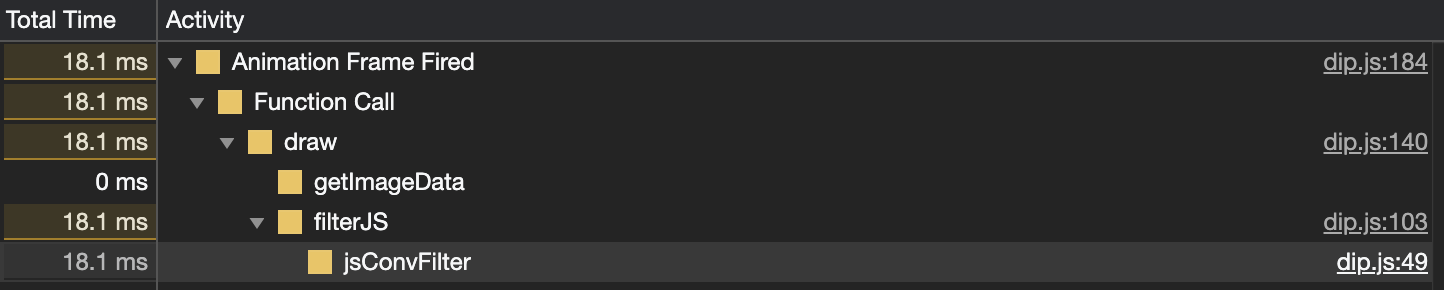 Total Time Activity
18.1 ms Animation Frame Fired dip.js:184
18.1 ms Function Call
18.1 ms draw dip.js:140
0 ms getImageData
18.1 ms filterJS dip.js:103
18.1 ms jsConvFilter dip.js:49